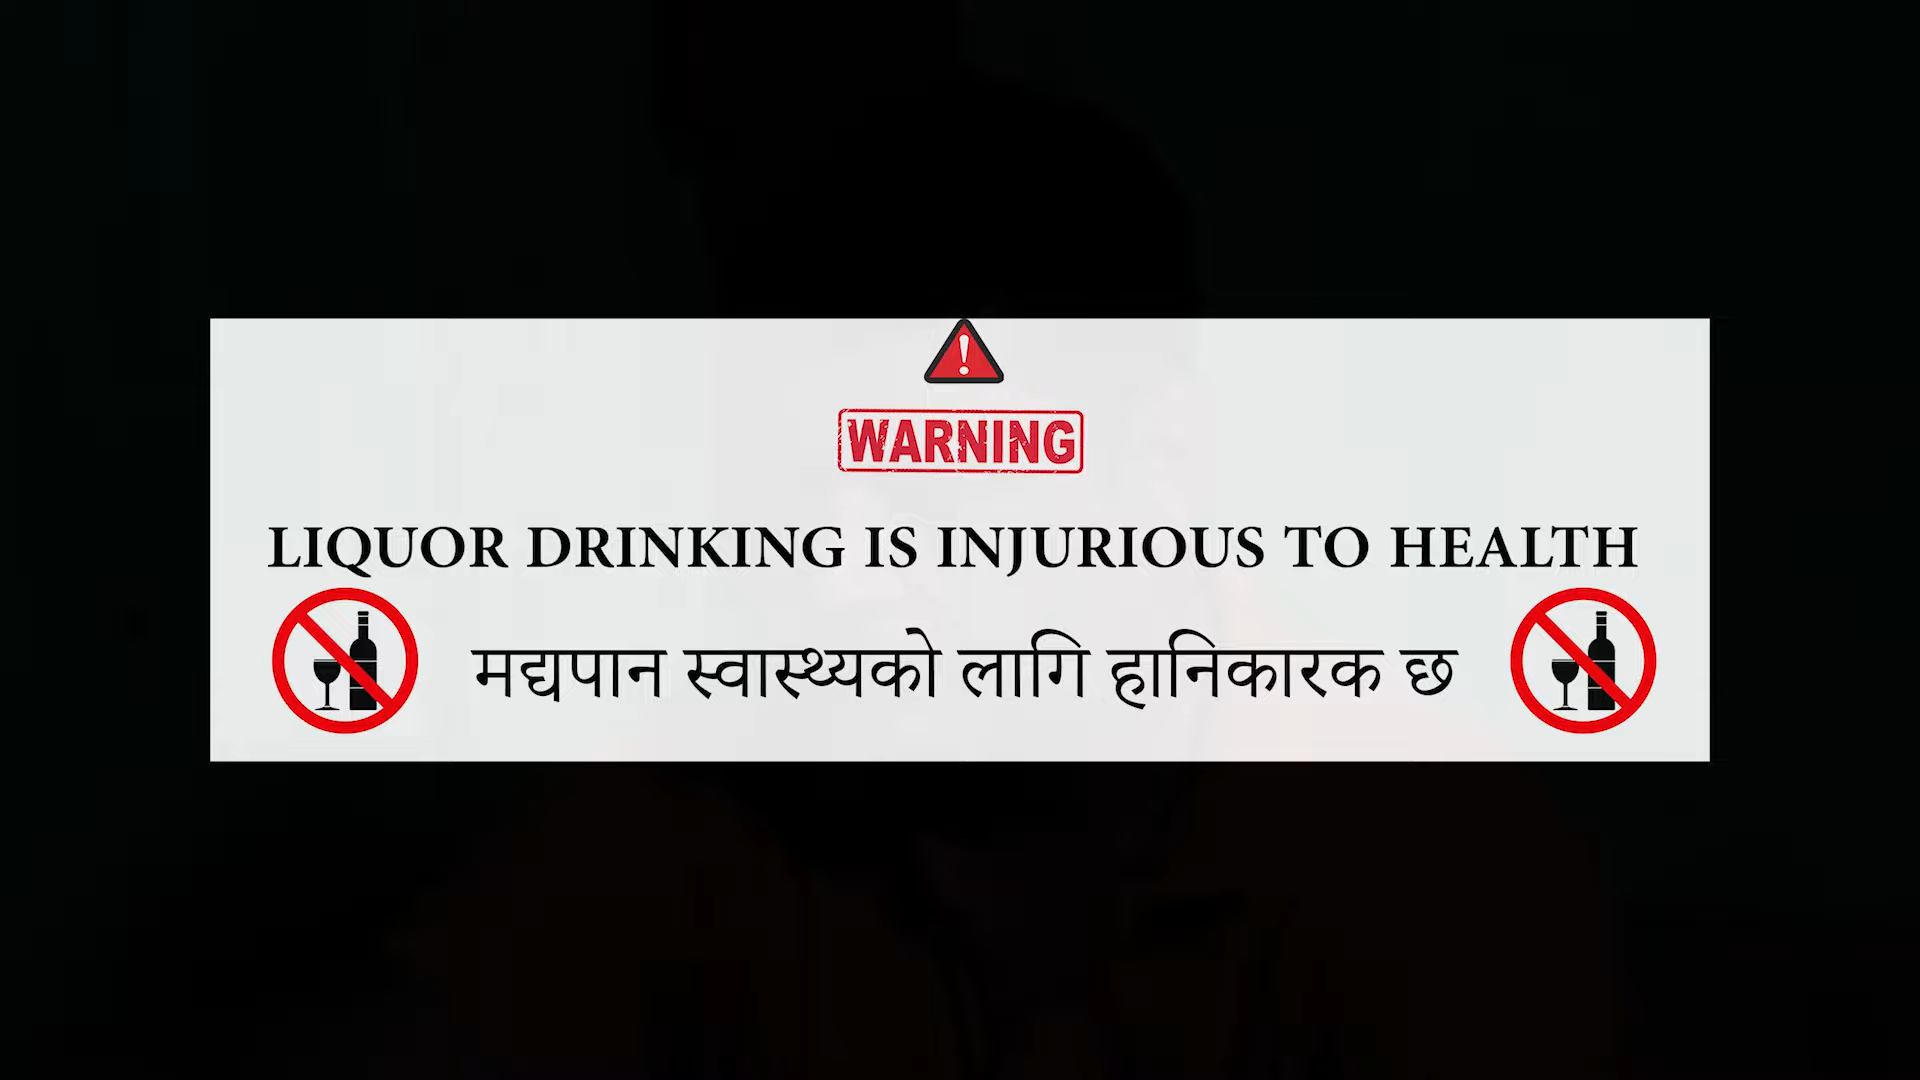 WARNING
LIQUOR DRINKING IS INJURIOUS TO HEALTH
मद्यपान स्वास्थ्यको लागि हानिकारक छ